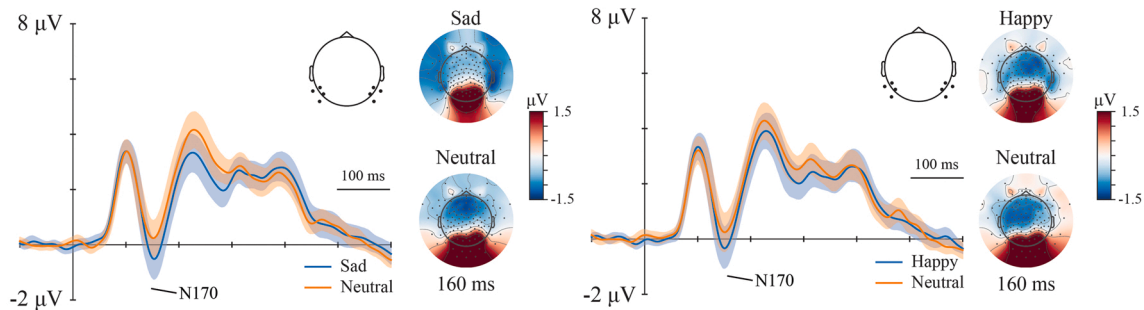 8 µV
Sad
µV
1.5
-1.5
Neutral
100 ms
Sad
Neutral
N170
160 ms
-2 µV
8 µV
Happy
µV
1.5
-1.5
Neutral
100 ms
Happy
Neutral
N170
160 ms
-2 µV